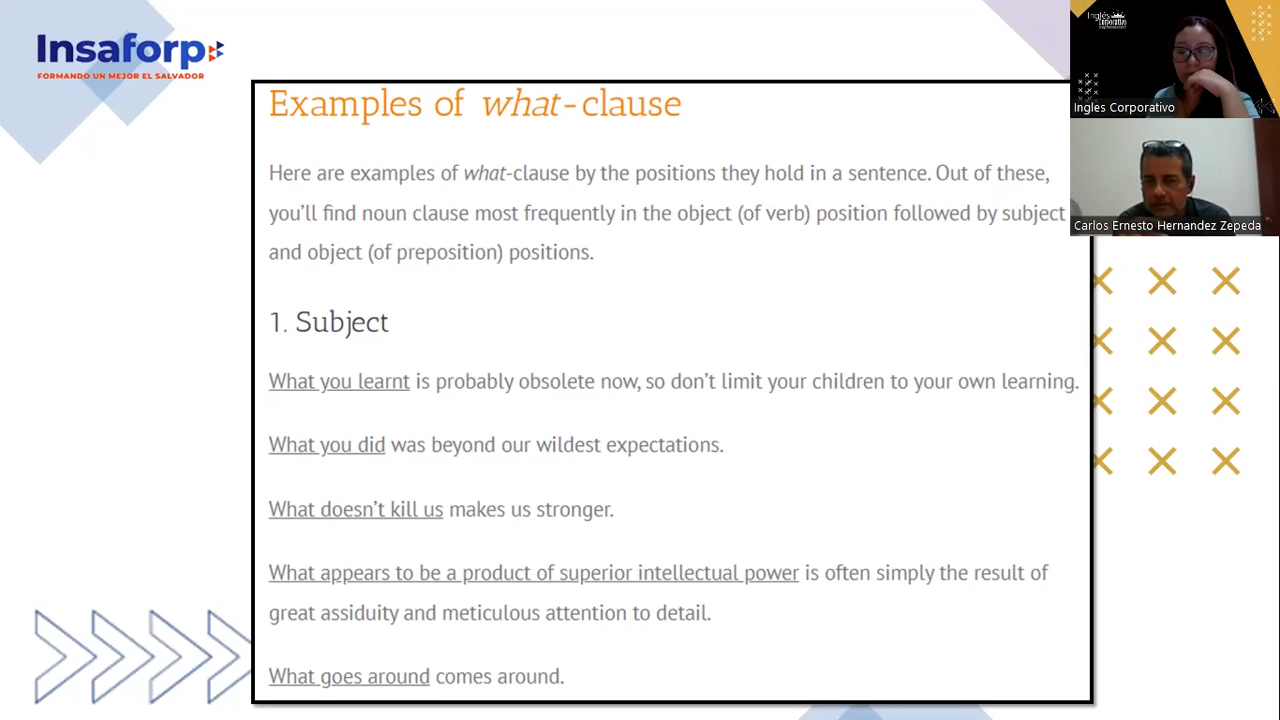 Insaforp
FORMANDO UN MEJOR EL SALVADOR
Examples of what-clause
Here are examples of what-clause by the positions they hold in a sentence. Out of these,
you'll find noun clause most frequently in the object (of verb) position followed by subject
and object (of preposition) positions.
1. Subject
What you learnt is probably obsolete now, so don't limit your children to your own learning.
What you did was beyond our wildest expectations.
What doesn't kill us makes us stronger.
What appears to be a product of superior intellectual power is often simply the result of
great assiduity and meticulous attention to detail.
What goes around comes around.
Inglés
Corporativo
Ingles Corporativo
Carlos Ernesto Hernandez Zepeda